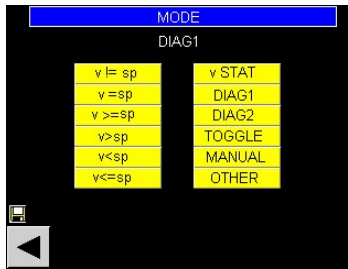 MODE
DIAG1
v != sp
v STAT
v =sp
DIAG1
v >=sp
DIAG2
v>sp
TOGGLE
v<sp
MANUAL
v<=sp
OTHER